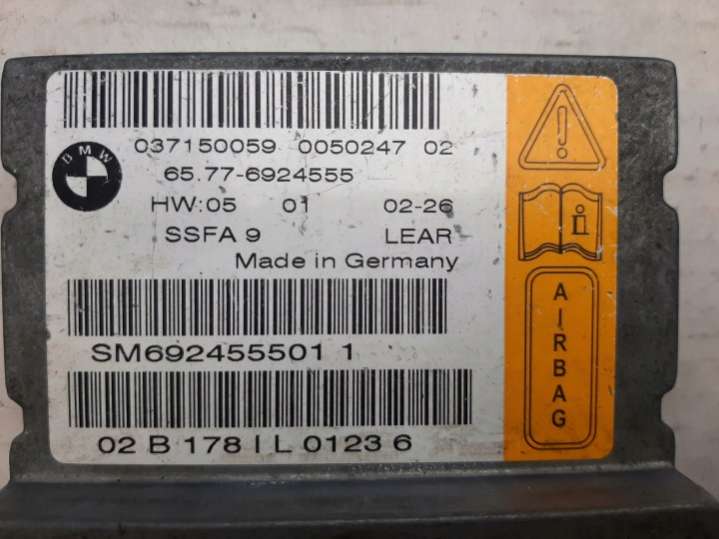 BMW
037150059 0050247 02
65.77-6924555
HW:05 01 02-26
SSFA 9 LEAR
Made in Germany
SM692455501 1
02 B 178 I L 0123 6
i
AIRBAG